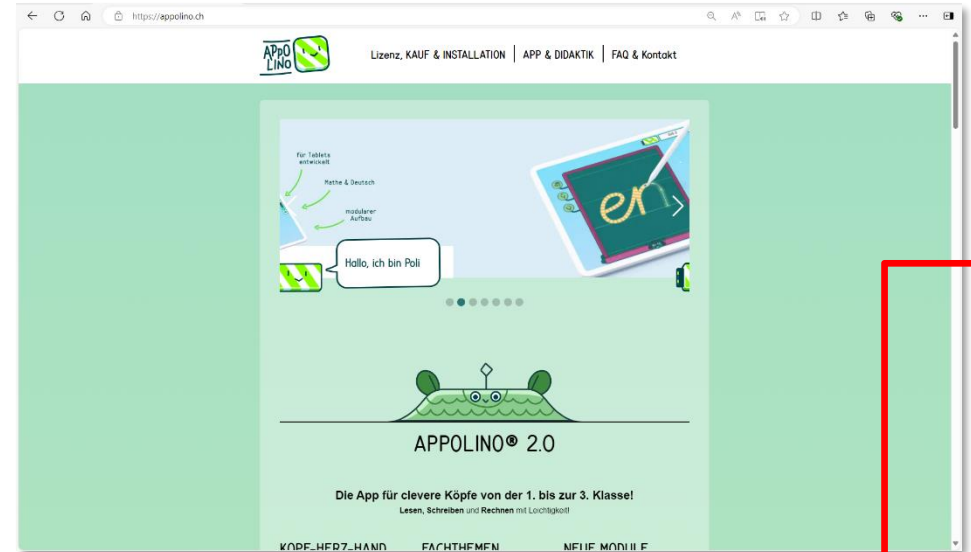 https://appolino.ch
APPO
LINO
Lizenz, KAUF & INSTALLATION | APP & DIDAKTIK | FAQ & Kontakt
für Tablets
entwickelt
Mathe & Deutsch
modularer
Aufbau
en
Hallo, ich bin Poli
APPOLINO® 2.0
Die App für clevere Köpfe von der 1. bis zur 3. Klasse!
Lesen, Schreiben und Rechnen mit Leichtigkeit!
KOPF-HERZ-HAND FACHTHEMEN NEUE MODULE